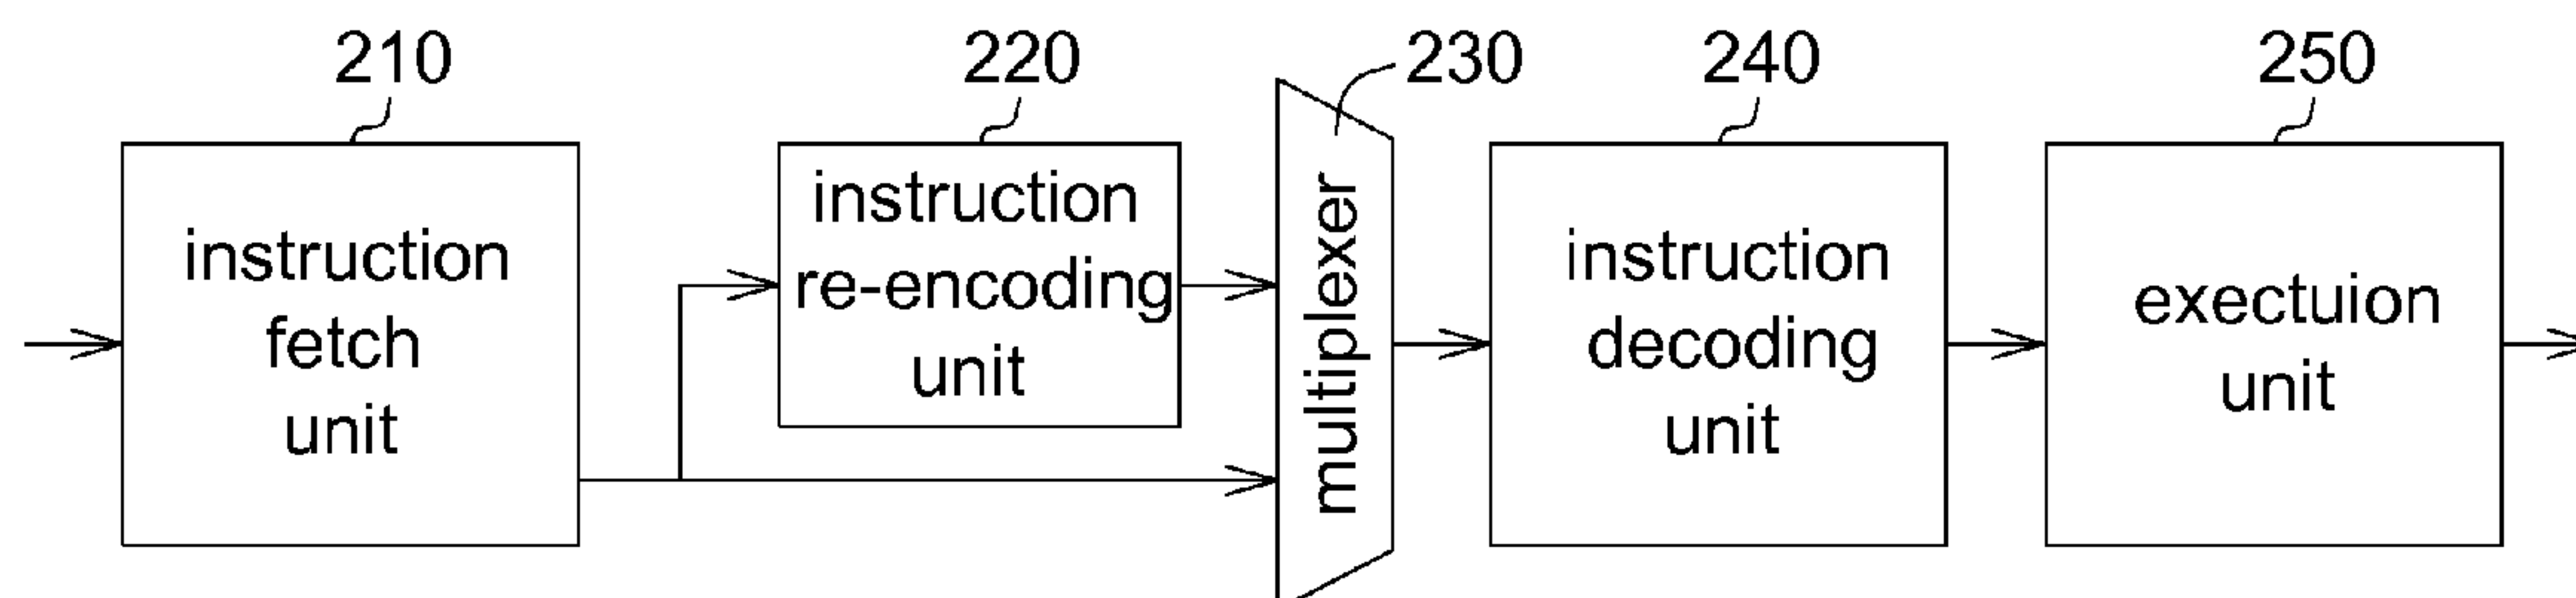 210
220
230
240
250
instruction
fetch
unit
instruction
re-encoding
unit
multiplexer
instruction
decoding
unit
exectuion
unit